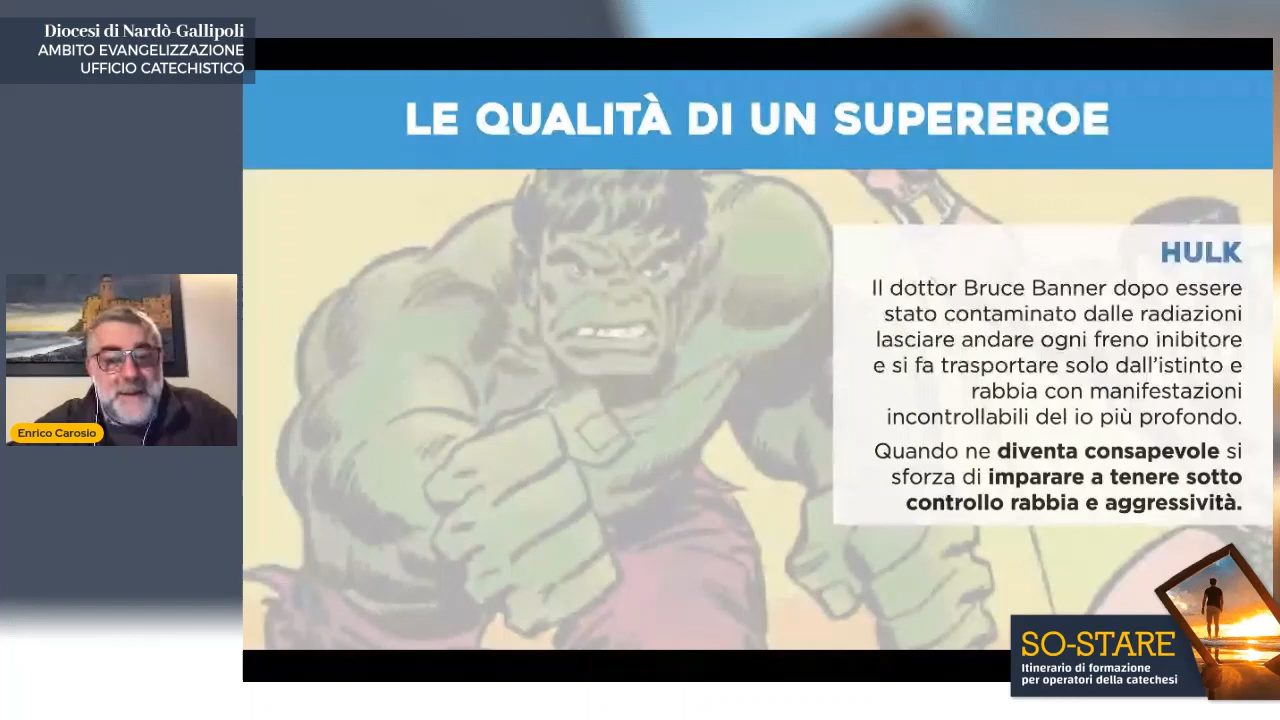 Diocesi di Nardò-Gallipoli
AMBITO EVANGELIZZAZIONE
UFFICIO CATECHISTICO
LE QUALITÀ DI UN SUPEREROE
HULK
Il dottor Bruce Banner dopo essere
stato contaminato dalle radiazioni
lasciare andare ogni freno inibitore
e si fa trasportare solo dall'istinto e
rabbia con manifestazioni
incontrollabili del io più profondo.
Quando ne diventa consapevole si
sforza di imparare a tenere sotto
controllo rabbia e aggressività.
Enrico Carosio
SO-STARE
Itinerario di formazione
per operatori della catechesi